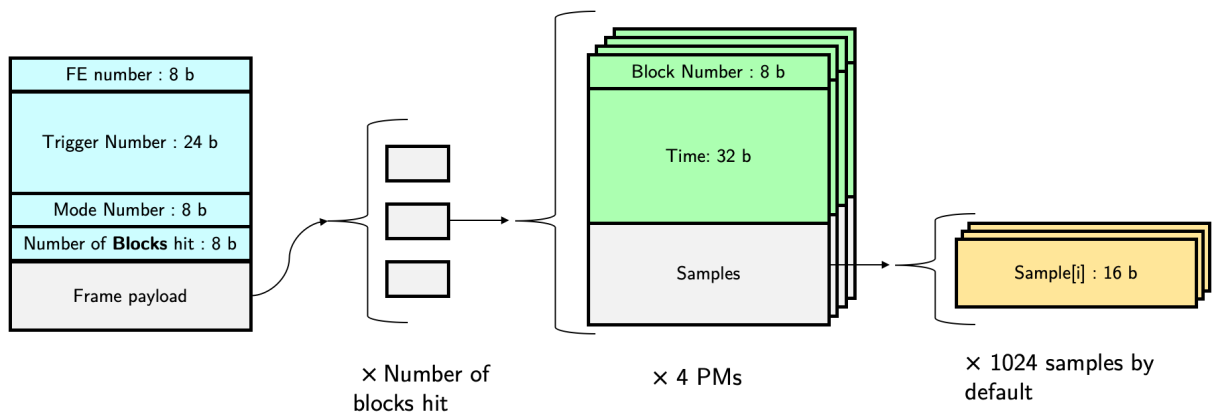 FE number : 8 b
Trigger Number : 24 b
Mode Number : 8 b
Number of Blocks hit : 8 b
Frame payload
× Number of
blocks hit
Block Number : 8 b
Time: 32 b
Samples
× 4 PMs
Sample[i] : 16 b
× 1024 samples by
default